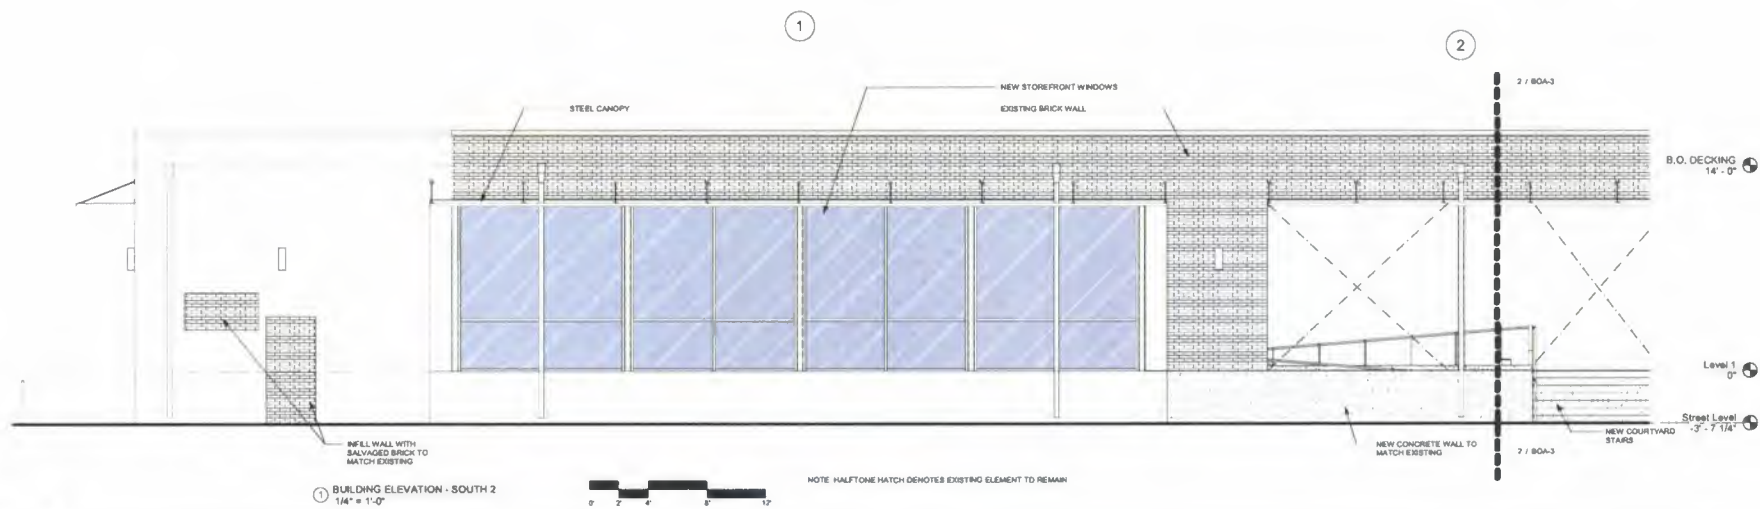 1
2
2 / BOA-3
NEW STOREFRONT WINDOWS
STEEL CANOPY
EXISTING BRICK WALL
B.O. DECKING
14' - 0"
Level 1
0"
Street Level
-3' - 7 1/4"
NEW COURTYARD
STAIRS
INFILL WALL WITH
SALVAGED BRICK TO
MATCH EXISTING
NEW CONCRETE WALL TO
MATCH EXISTING
2 / BOA-3
NOTE HALFTONE HATCH DENOTES EXISTING ELEMENT TO REMAIN
1 BUILDING ELEVATION - SOUTH 2
1/4" = 1'-0"
0' 2' 4' 8' 12'